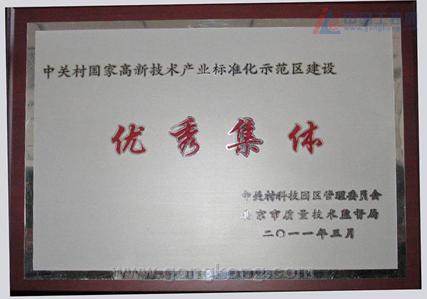 中关村国家高新技术产业标准化示范区建设
优秀集体
中关村科技园区管理委员会
北京市质量技术监督局
二〇一一年三月